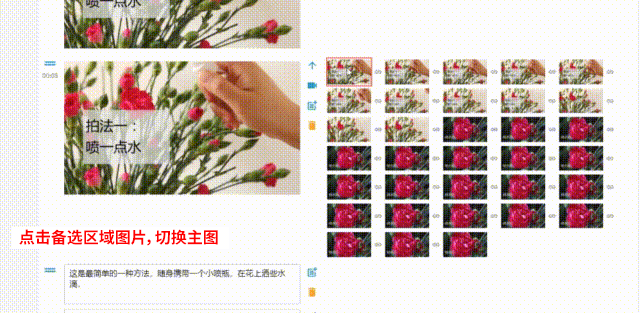 喷一点水
00:05
拍法一：
喷一点水
点击备选区域图片，切换主图
这是最简单的一种方法，随身携带一个小喷瓶，在花上洒些水
滴。